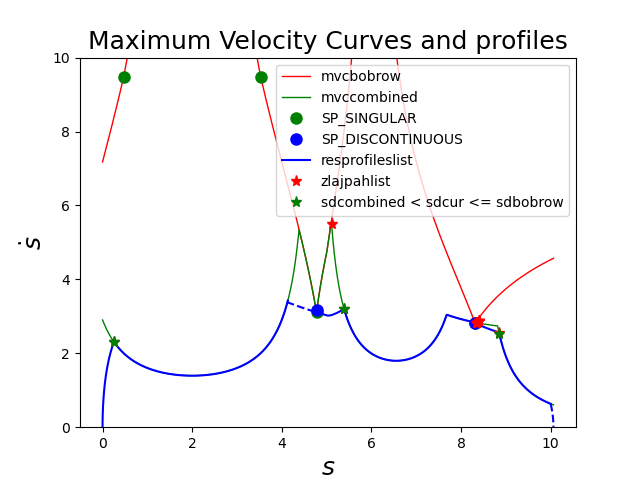 Maximum Velocity Curves and profiles
10
8
6
4
2
0
ṡ
mvcbobrow
mvccombined
SP_SINGULAR
SP_DISCONTINUOUS
resprofileslist
zlajpahlist
sdcombined < sdcur <= sdbobrow
0 2 4 6 8 10
s